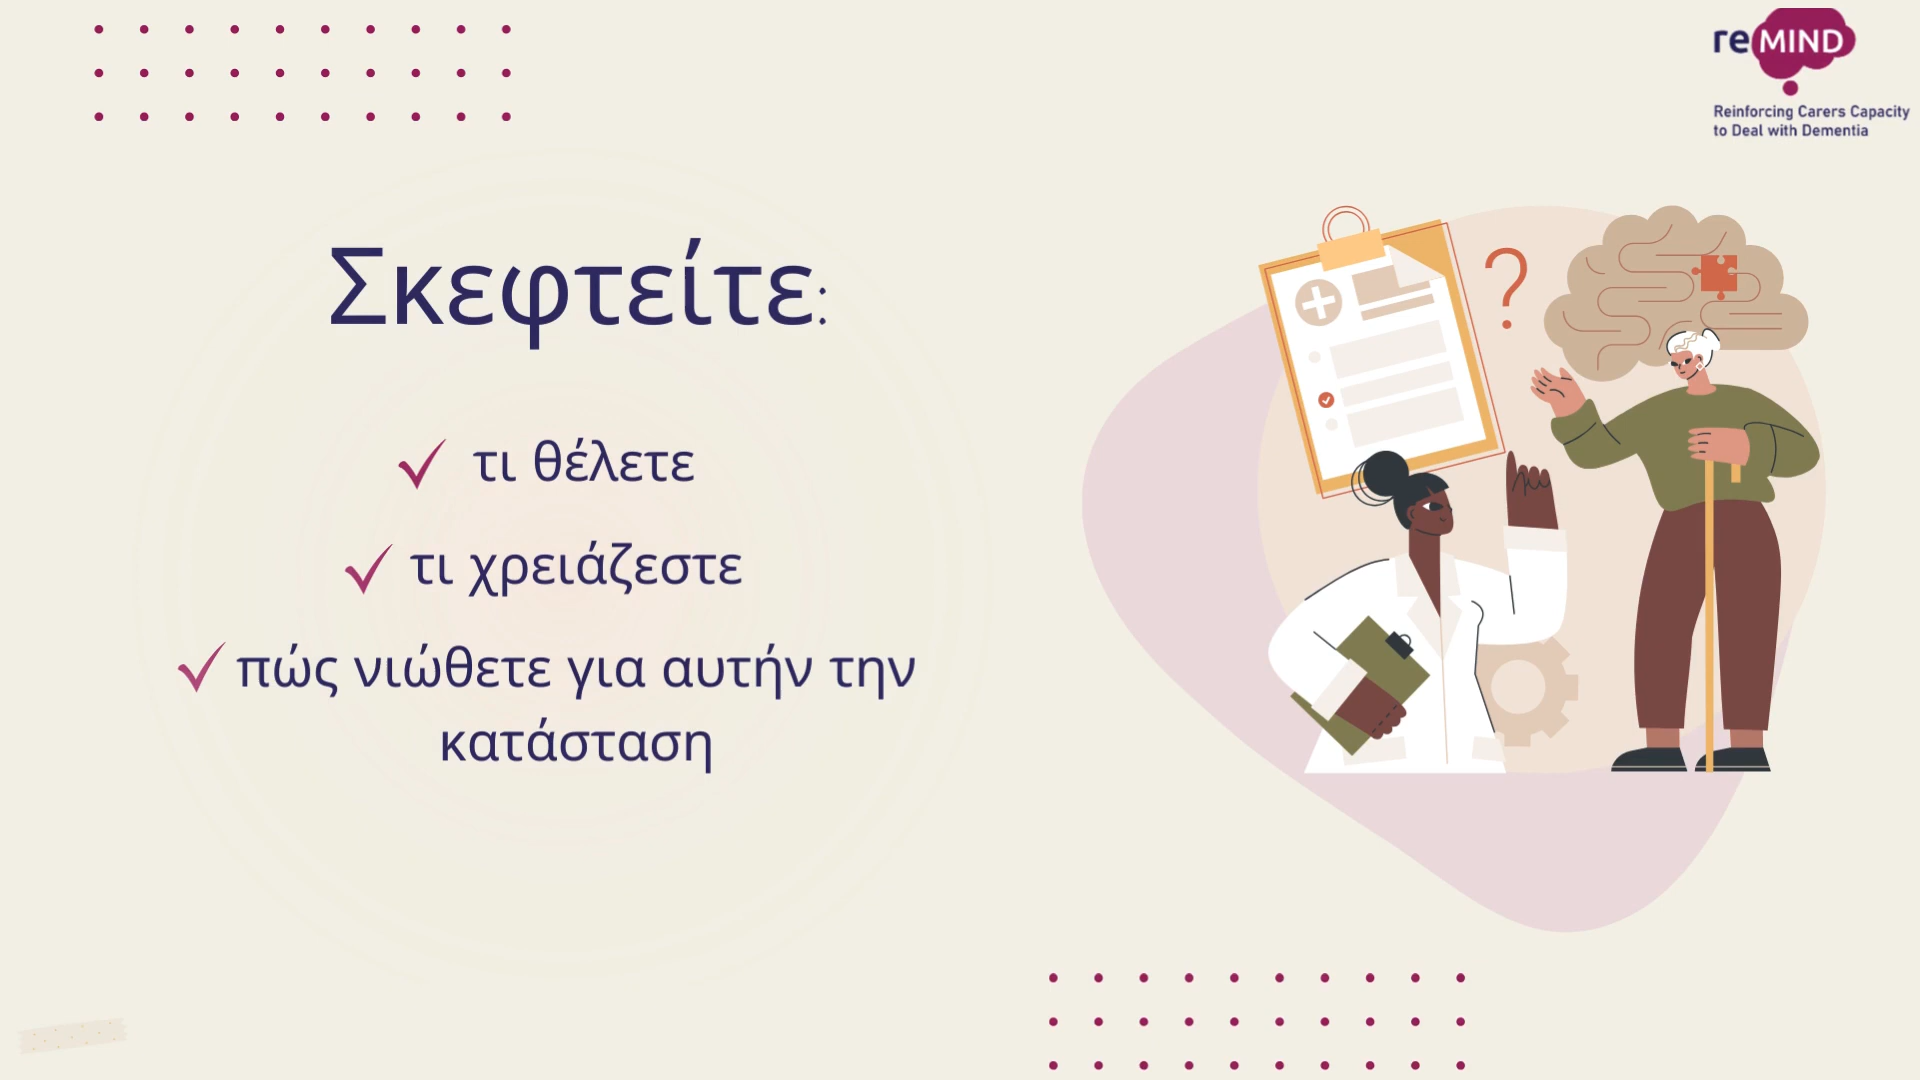 reMIND
Reinforcing Carers Capacity
to Deal with Dementia
Σκεφτείτε:
τι θέλετε
τι χρειάζεστε
πώς νιώθετε για αυτήν την
κατάσταση
?